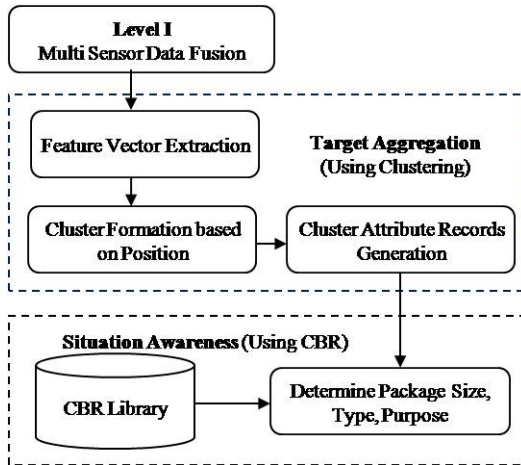 Level I
Multi Sensor Data Fusion
Feature Vector Extraction
Target Aggregation
(Using Clustering)
Cluster Formation based
on Position
Cluster Attribute Records
Generation
Situation Awareness (Using CBR)
CBR Library
Determine Package Size,
Type, Purpose